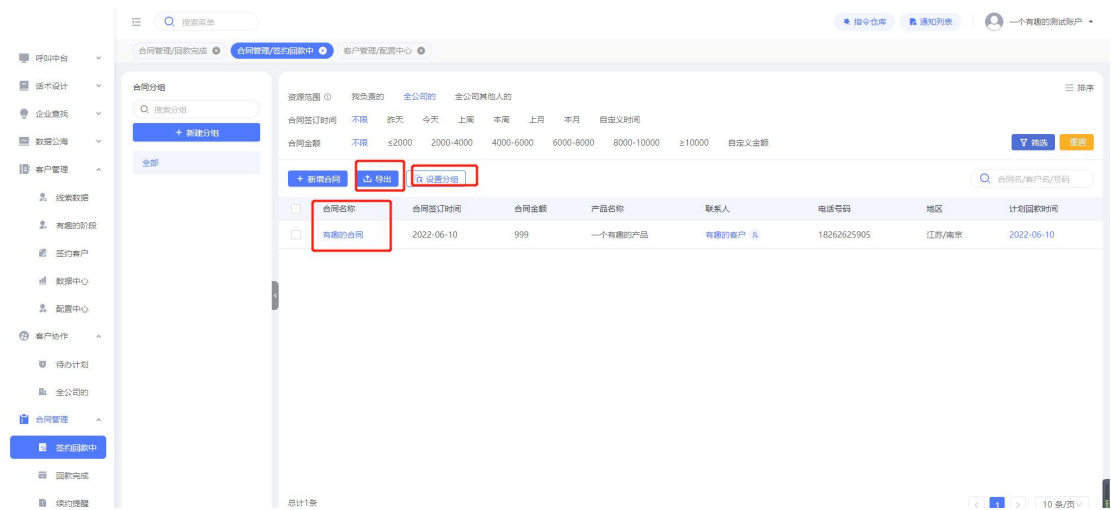 搜索菜单
指令仓库
通知列表
一个有趣的测试账户
合同管理/回款完成
合同管理/签约回款中
客户管理/配置中心
呼叫中台
话术设计
企业查找
数据公海
客户管理
线索数据
有趣的阶段
签约客户
数据中心
配置中心
客户协作
待办计划
全公司的
合同管理
签约回款中
回款完成
续约提醒
合同分组
搜索分组
+ 新建分组
全部
资源范围 我负责的 全公司的 全公司其他人的
排序
合同签订时间 不限 昨天 今天 上周 本周 上月 本月 自定义时间
合同金额 不限 ≤2000 2000-4000 4000-6000 6000-8000 8000-10000 ≥10000 自定义金额
筛选 重置
+ 新增合同 导出 设置分组
合同名/客户名/号码
合同名称 合同签订时间 合同金额 产品名称 联系人 电话号码 地区 计划回款时间
有趣的合同 2022-06-10 999 一个有趣的产品 有趣的客户 18262625905 江苏/南京 2022-06-10
总计1条
< 1 > 10 条/页